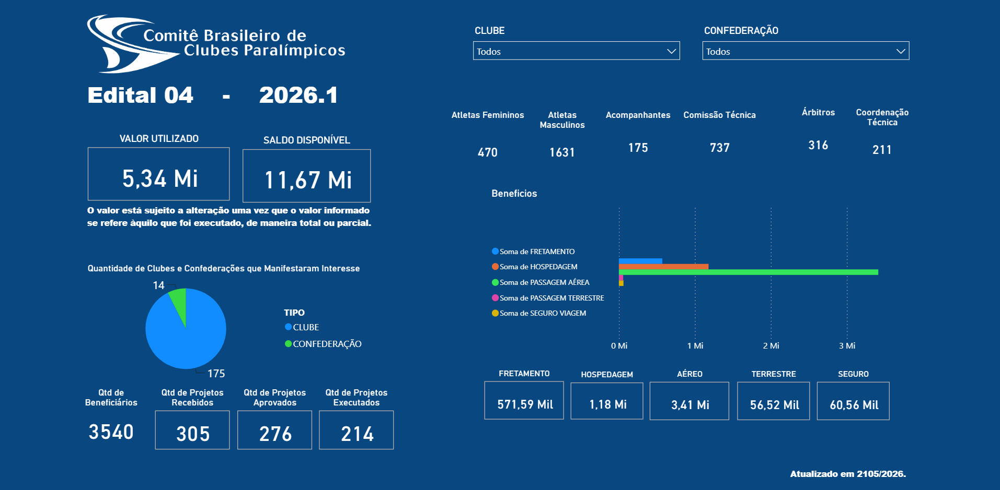 Comitê Brasileiro de
Clubes Paralímpicos
Edital 04 - 2026.1
CLUBE
Todos
CONFEDERAÇÃO
Todos
VALOR UTILIZADO
5,34 Mi
SALDO DISPONÍVEL
11,67 Mi
O valor está sujeito a alteração uma vez que o valor informado
se refere àquilo que foi executado, de maneira total ou parcial.
Atletas Femininos
470
Atletas
Masculinos
1631
Acompanhantes
175
Comissão Técnica
737
Árbitros
316
Coordenação
Técnica
211
Quantidade de Clubes e Confederações que Manifestaram Interesse
14
175
TIPO
CLUBE
CONFEDERAÇÃO
Qtd de
Beneficiários
3540
Qtd de Projetos
Recebidos
305
Qtd de Projetos
Aprovados
276
Qtd de Projetos
Executados
214
Beneficios
Soma de FRETAMENTO
Soma de HOSPEDAGEM
Soma de PASSAGEM AÉREA
Soma de PASSAGEM TERRESTRE
Soma de SEGURO VIAGEM
0 Mi
1 Mi
2 Mi
3 Mi
FRETAMENTO
571,59 Mil
HOSPEDAGEM
1,18 Mi
AÉREO
3,41 Mi
TERRESTRE
56,52 Mil
SEGURO
60,56 Mil
Atualizado em 2105/2026.